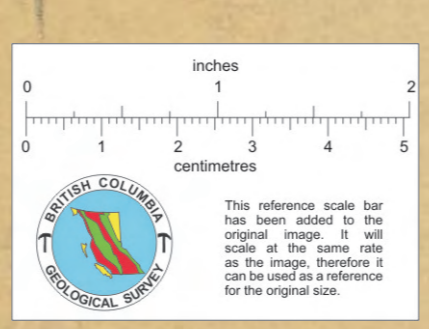 inches
0 1 2
0 1 2 3 4 5
centimetres
BRITISH COLUMBIA
GEOLOGICAL SURVEY
This reference scale bar
has been added to the
original image. It will
scale at the same rate
as the image, therefore it
can be used as a reference
for the original size.